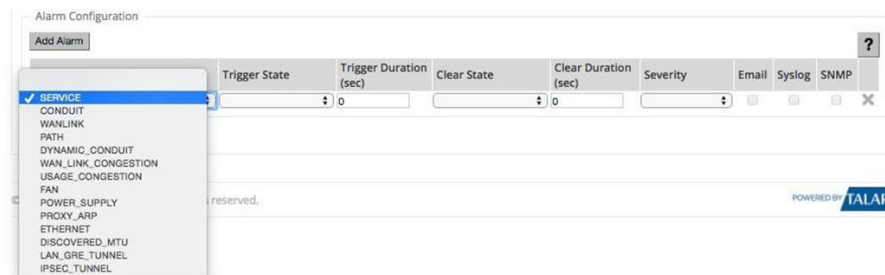 Alarm Configuration
Add Alarm
?
Trigger State
Trigger Duration (sec)
Clear State
Clear Duration (sec)
Severity
Email
Syslog
SNMP
✓ SERVICE
0
0
CONDUIT
WANLINK
PATH
DYNAMIC_CONDUIT
WAN_LINK_CONGESTION
USAGE_CONGESTION
FAN
POWER_SUPPLY
PROXY_ARP
ETHERNET
DISCOVERED_MTU
LAN_GRE_TUNNEL
IPSEC_TUNNEL
reserved.
POWERED BY TALAR